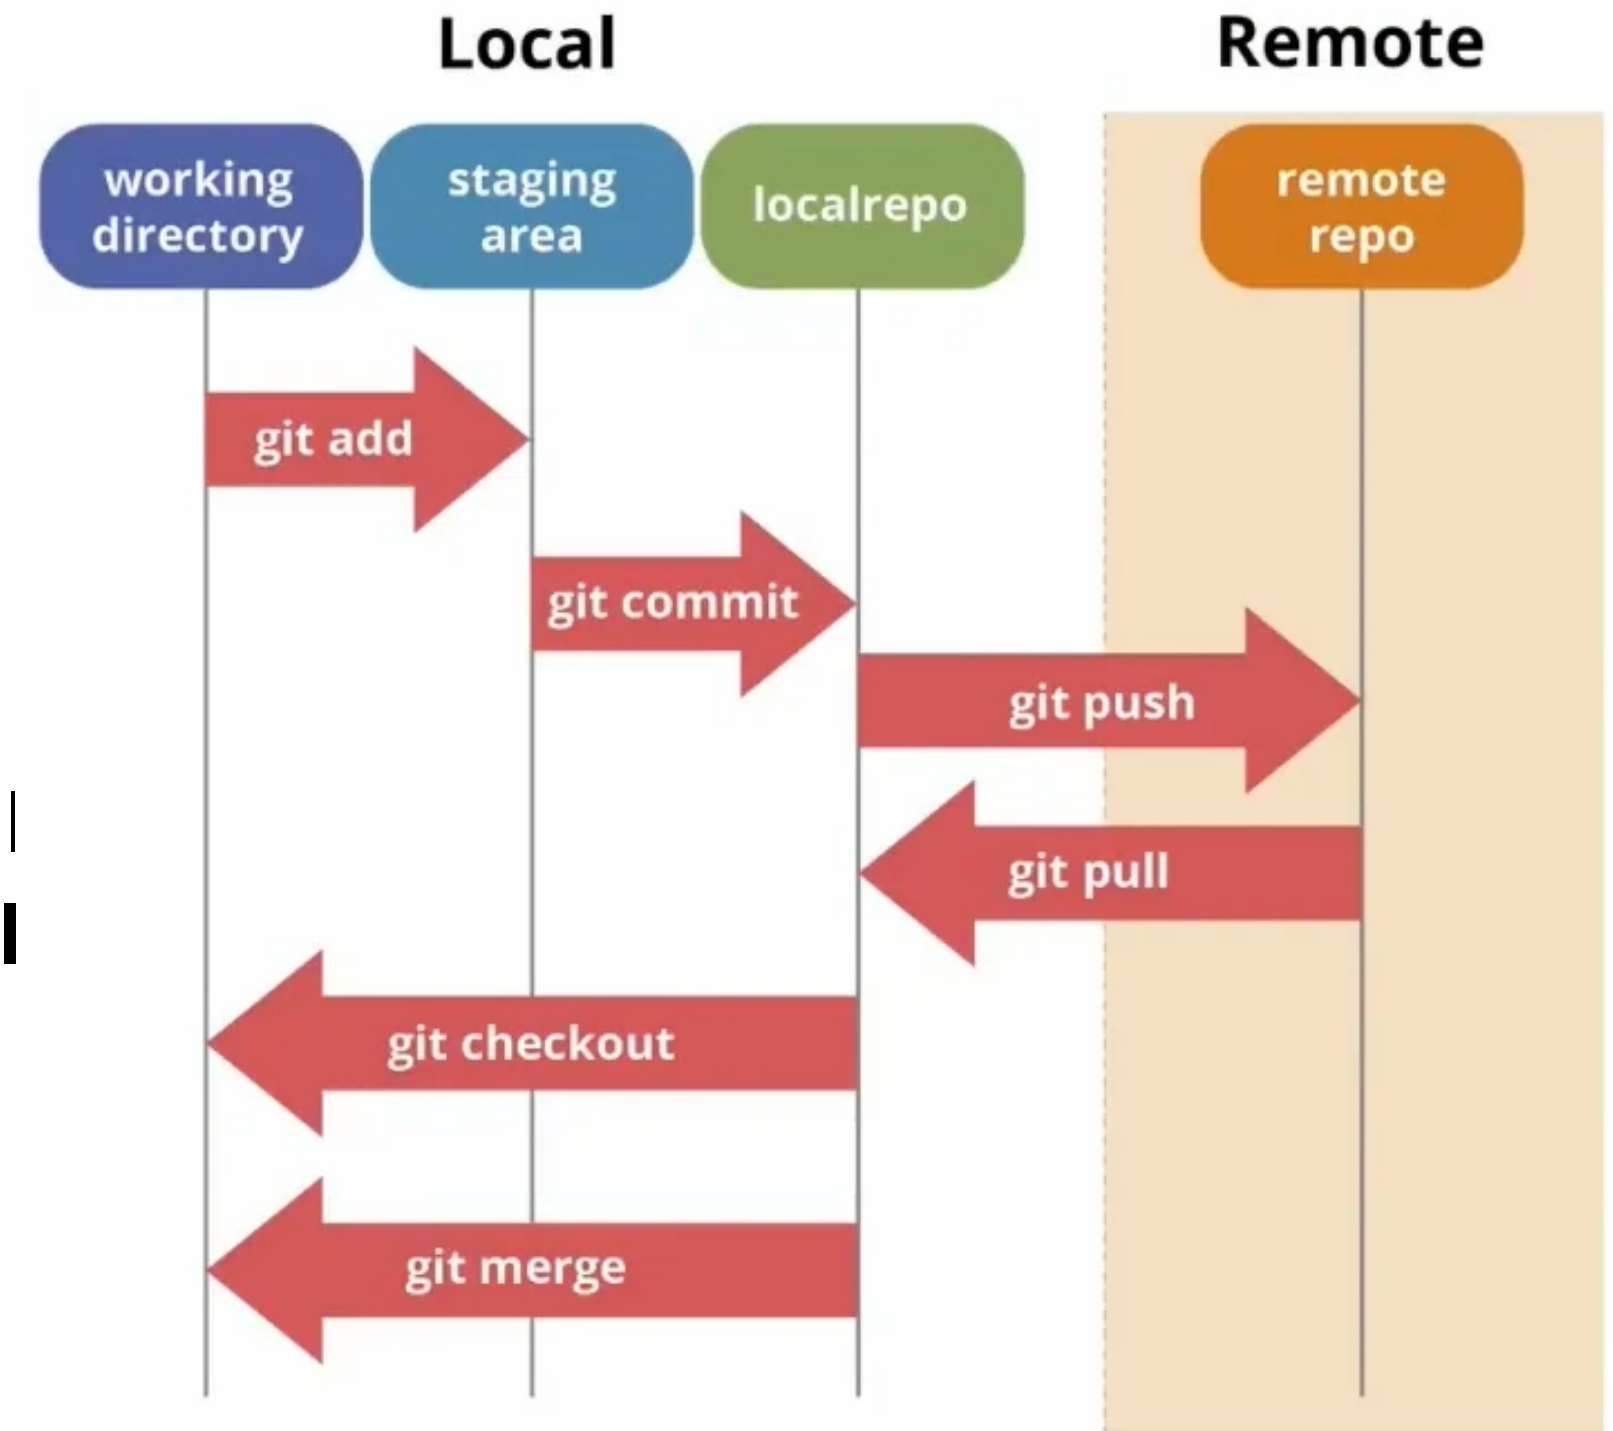 Local
Remote
working
directory
staging
area
localrepo
remote
repo
git add
git commit
git push
git pull
git checkout
git merge